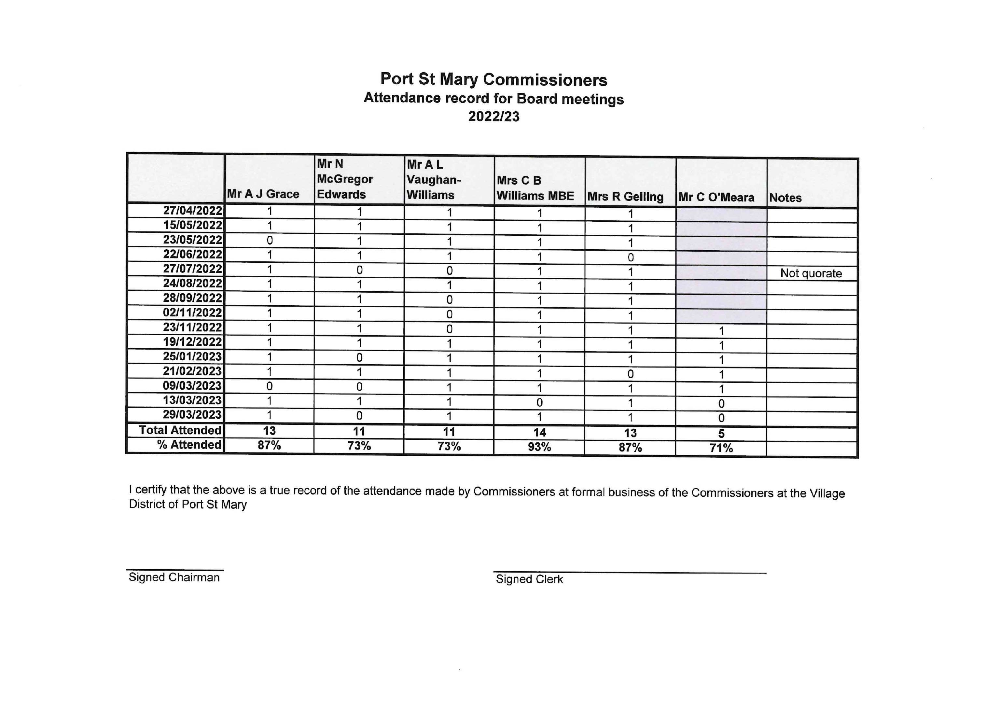 Port St Mary Commissioners
Attendance record for Board meetings
2022/23
Mr A J Grace | Mr N McGregor Edwards | Mr A L Vaughan-Williams | Mrs C B Williams MBE | Mrs R Gelling | Mr C O'Meara | Notes
27/04/2022 1 1 1 1 1
15/05/2022 1 1 1 1 1
23/05/2022 0 1 1 1 1
22/06/2022 1 1 1 1 0
27/07/2022 1 0 0 1 1 Not quorate
24/08/2022 1 1 1 1 1
28/09/2022 1 1 0 1 1
02/11/2022 1 1 0 1 1
23/11/2022 1 1 0 1 1 1
19/12/2022 1 1 1 1 1 1
25/01/2023 1 0 1 1 1 1
21/02/2023 1 1 1 1 0 1
09/03/2023 0 0 1 1 1 1
13/03/2023 1 1 1 0 1 0
29/03/2023 1 0 1 1 1 0
Total Attended 13 11 11 14 13 5
% Attended 87% 73% 73% 93% 87% 71%
I certify that the above is a true record of the attendance made by Commissioners at formal business of the Commissioners at the Village
District of Port St Mary
Signed Chairman
Signed Clerk